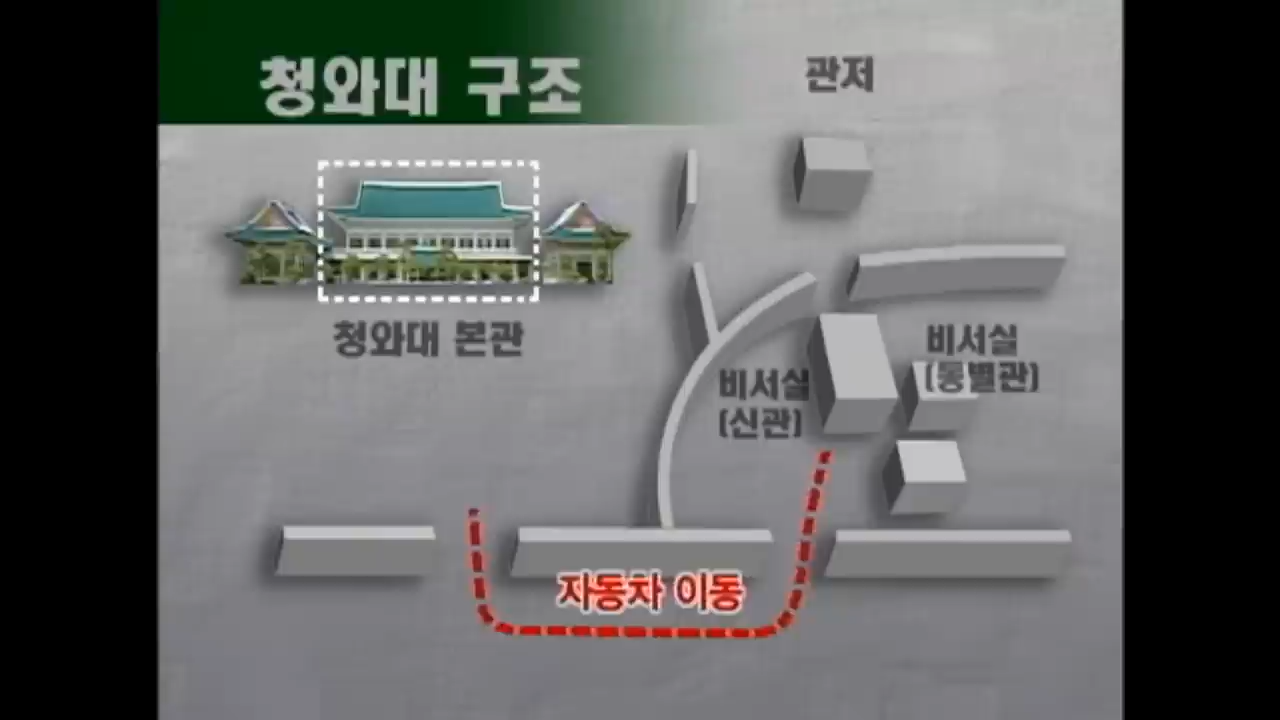 청와대 구조
관저
청와대 본관
비서실
(동별관)
비서실
(신관)
자동차 이동